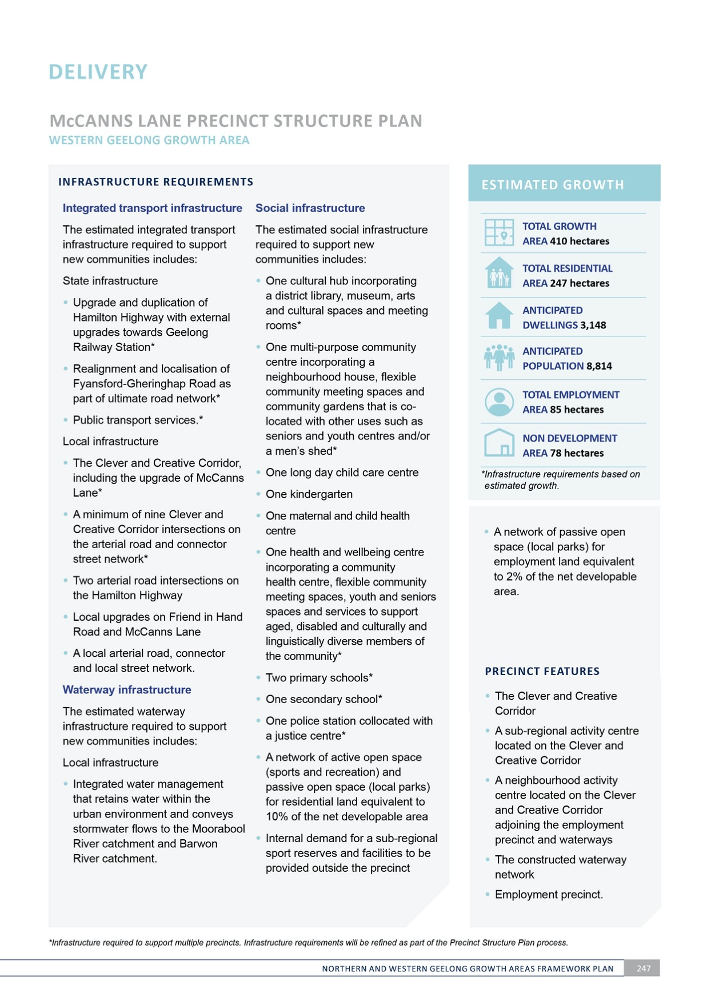 DELIVERY
McCANNS LANE PRECINCT STRUCTURE PLAN
WESTERN GEELONG GROWTH AREA
INFRASTRUCTURE REQUIREMENTS
Integrated transport infrastructure
The estimated integrated transport
infrastructure required to support
new communities includes:
State infrastructure
• Upgrade and duplication of
Hamilton Highway with external
upgrades towards Geelong
Railway Station*
• Realignment and localisation of
Fyansford-Gheringhap Road as
part of ultimate road network*
• Public transport services.*
Local infrastructure
• The Clever and Creative Corridor,
including the upgrade of McCanns
Lane*
• A minimum of nine Clever and
Creative Corridor intersections on
the arterial road and connector
street network*
• Two arterial road intersections on
the Hamilton Highway
• Local upgrades on Friend in Hand
Road and McCanns Lane
• A local arterial road, connector
and local street network.
Waterway infrastructure
The estimated waterway
infrastructure required to support
new communities includes:
Local infrastructure
• Integrated water management
that retains water within the
urban environment and conveys
stormwater flows to the Moorabool
River catchment and Barwon
River catchment.
Social infrastructure
The estimated social infrastructure
required to support new
communities includes:
• One cultural hub incorporating
a district library, museum, arts
and cultural spaces and meeting
rooms*
• One multi-purpose community
centre incorporating a
neighbourhood house, flexible
community meeting spaces and
community gardens that is co-
located with other uses such as
seniors and youth centres and/or
a men's shed*
• One long day child care centre
• One kindergarten
• One maternal and child health
centre
• One health and wellbeing centre
incorporating a community
health centre, flexible community
meeting spaces, youth and seniors
spaces and services to support
aged, disabled and culturally and
linguistically diverse members of
the community*
• Two primary schools*
• One secondary school*
• One police station collocated with
a justice centre*
• A network of active open space
(sports and recreation) and
passive open space (local parks)
for residential land equivalent to
10% of the net developable area
• Internal demand for a sub-regional
sport reserves and facilities to be
provided outside the precinct
ESTIMATED GROWTH
TOTAL GROWTH
AREA 410 hectares
TOTAL RESIDENTIAL
AREA 247 hectares
ANTICIPATED
DWELLINGS 3,148
ANTICIPATED
POPULATION 8,814
TOTAL EMPLOYMENT
AREA 85 hectares
NON DEVELOPMENT
AREA 78 hectares
*Infrastructure requirements based on
estimated growth.
• A network of passive open
space (local parks) for
employment land equivalent
to 2% of the net developable
area.
PRECINCT FEATURES
• The Clever and Creative
Corridor
• A sub-regional activity centre
located on the Clever and
Creative Corridor
• A neighbourhood activity
centre located on the Clever
and Creative Corridor
adjoining the employment
precinct and waterways
• The constructed waterway
network
• Employment precinct.
*Infrastructure required to support multiple precincts. Infrastructure requirements will be refined as part of the Precinct Structure Plan process.
NORTHERN AND WESTERN GEELONG GROWTH AREAS FRAMEWORK PLAN 247